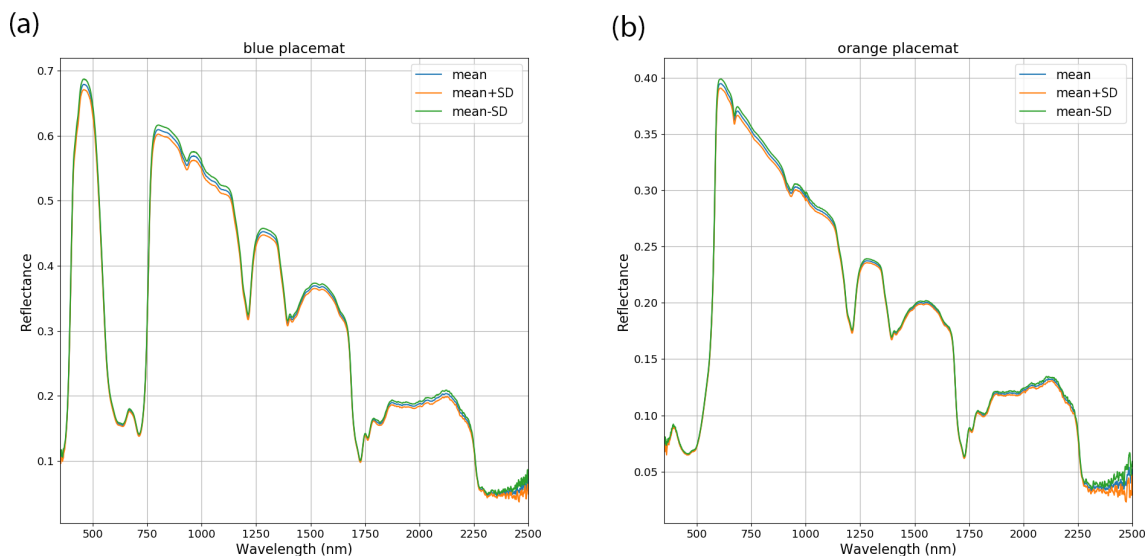 (a)
blue placemat
mean
mean+SD
mean-SD
Reflectance
0.7
0.6
0.5
0.4
0.3
0.2
0.1
500 750 1000 1250 1500 1750 2000 2250 2500
Wavelength (nm)
(b)
orange placemat
mean
mean+SD
mean-SD
Reflectance
0.40
0.35
0.30
0.25
0.20
0.15
0.10
0.05
500 750 1000 1250 1500 1750 2000 2250 2500
Wavelength (nm)